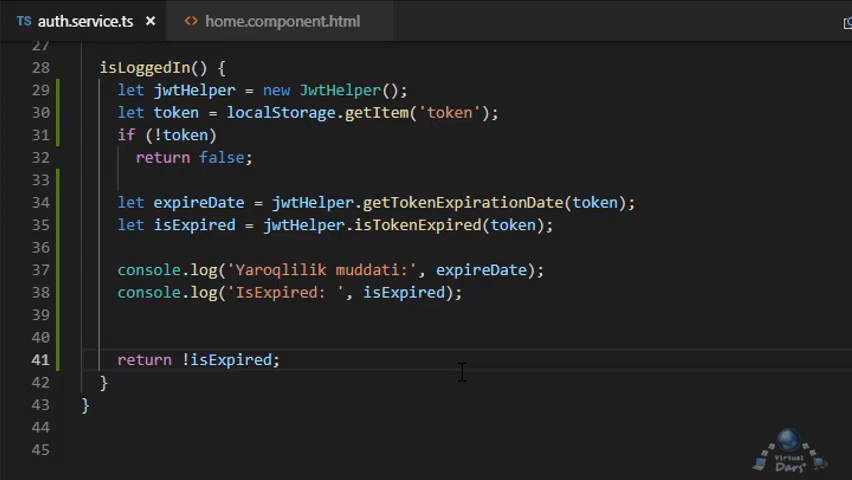 TS auth.service.ts × <> home.component.html
27
28 isLoggedIn() {
29 let jwtHelper = new JwtHelper();
30 let token = localStorage.getItem('token');
31 if (!token)
32 return false;
33
34 let expireDate = jwtHelper.getTokenExpirationDate(token);
35 let isExpired = jwtHelper.isTokenExpired(token);
36
37 console.log('Yaroqlilik muddati:', expireDate);
38 console.log('IsExpired: ', isExpired);
39
40
41 return !isExpired;
42 }
43 }
44
45
Virtual
Dars